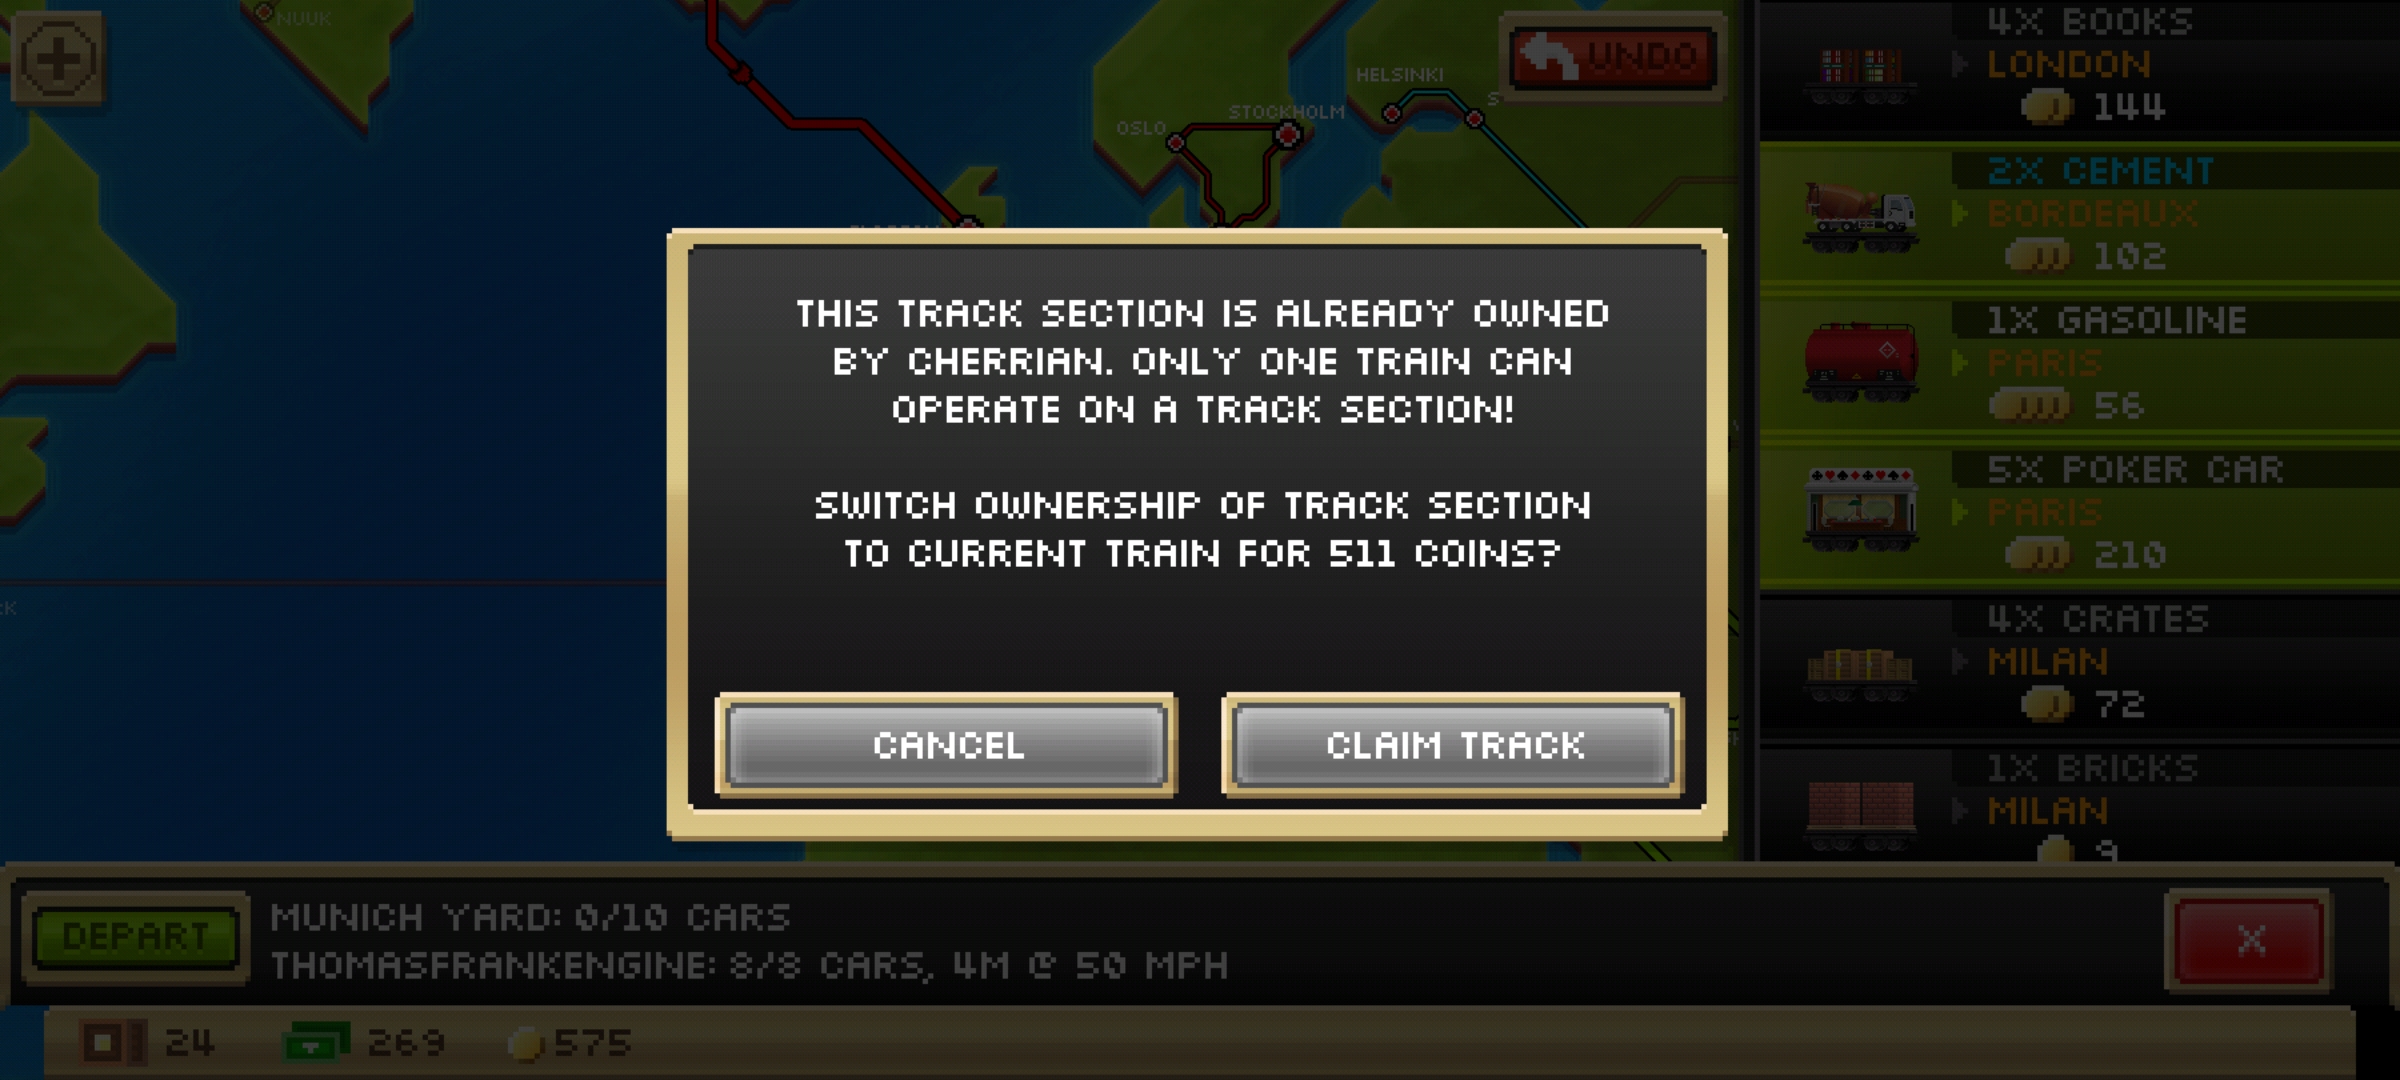 NUUK
UNDO
HELSINKI
STOCKHOLM
OSLO
4X BOOKS
LONDON
144
2X CEMENT
BORDEAUX
102
1X GASOLINE
PARIS
56
5X POKER CAR
PARIS
210
4X CRATES
MILAN
72
1X BRICKS
MILAN
9
THIS TRACK SECTION IS ALREADY OWNED
BY CHERRIAN. ONLY ONE TRAIN CAN
OPERATE ON A TRACK SECTION!
SWITCH OWNERSHIP OF TRACK SECTION
TO CURRENT TRAIN FOR 511 COINS?
CANCEL
CLAIM TRACK
DEPART
MUNICH YARD: 0/10 CARS
THOMASFRANKENGINE: 8/8 CARS, 4M @ 50 MPH
X
24
269
575